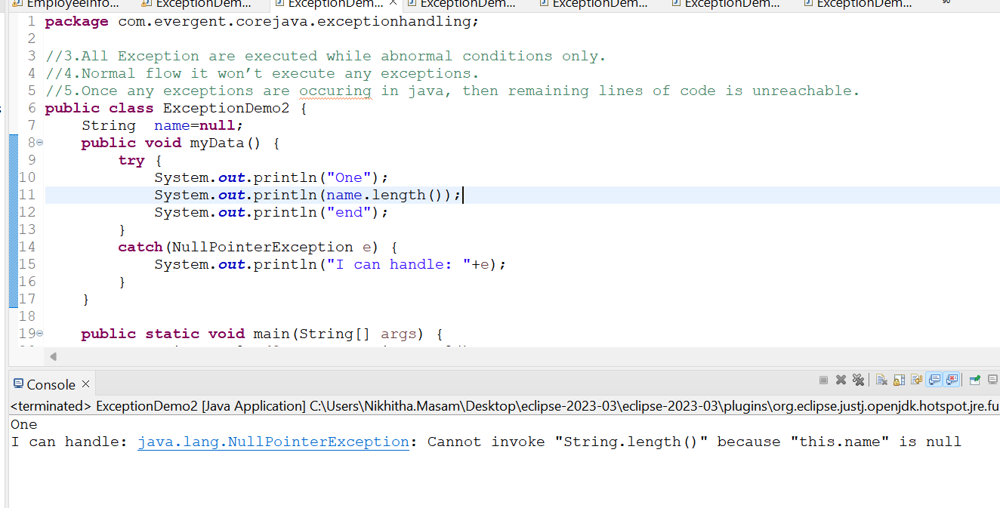 EmployeeInfo... ExceptionDem... ExceptionDem... ExceptionDem... ExceptionDem... ExceptionDem... ExceptionDem...
1 package com.evergent.corejava.exceptionhandling;
2
3 //3.All Exception are executed while abnormal conditions only.
4 //4.Normal flow it won’t execute any exceptions.
5 //5.Once any exceptions are occuring in java, then remaining lines of code is unreachable.
6 public class ExceptionDemo2 {
7 String name=null;
8 public void myData() {
9 try {
10 System.out.println("One");
11 System.out.println(name.length());
12 System.out.println("end");
13 }
14 catch(NullPointerException e) {
15 System.out.println("I can handle: "+e);
16 }
17 }
18
19 public static void main(String[] args) {
Console
<terminated> ExceptionDemo2 [Java Application] C:\Users\Nikhitha.Masam\Desktop\eclipse-2023-03\eclipse-2023-03\plugins\org.eclipse.justj.openjdk.hotspot.jre.fu
One
I can handle: java.lang.NullPointerException: Cannot invoke "String.length()" because "this.name" is null